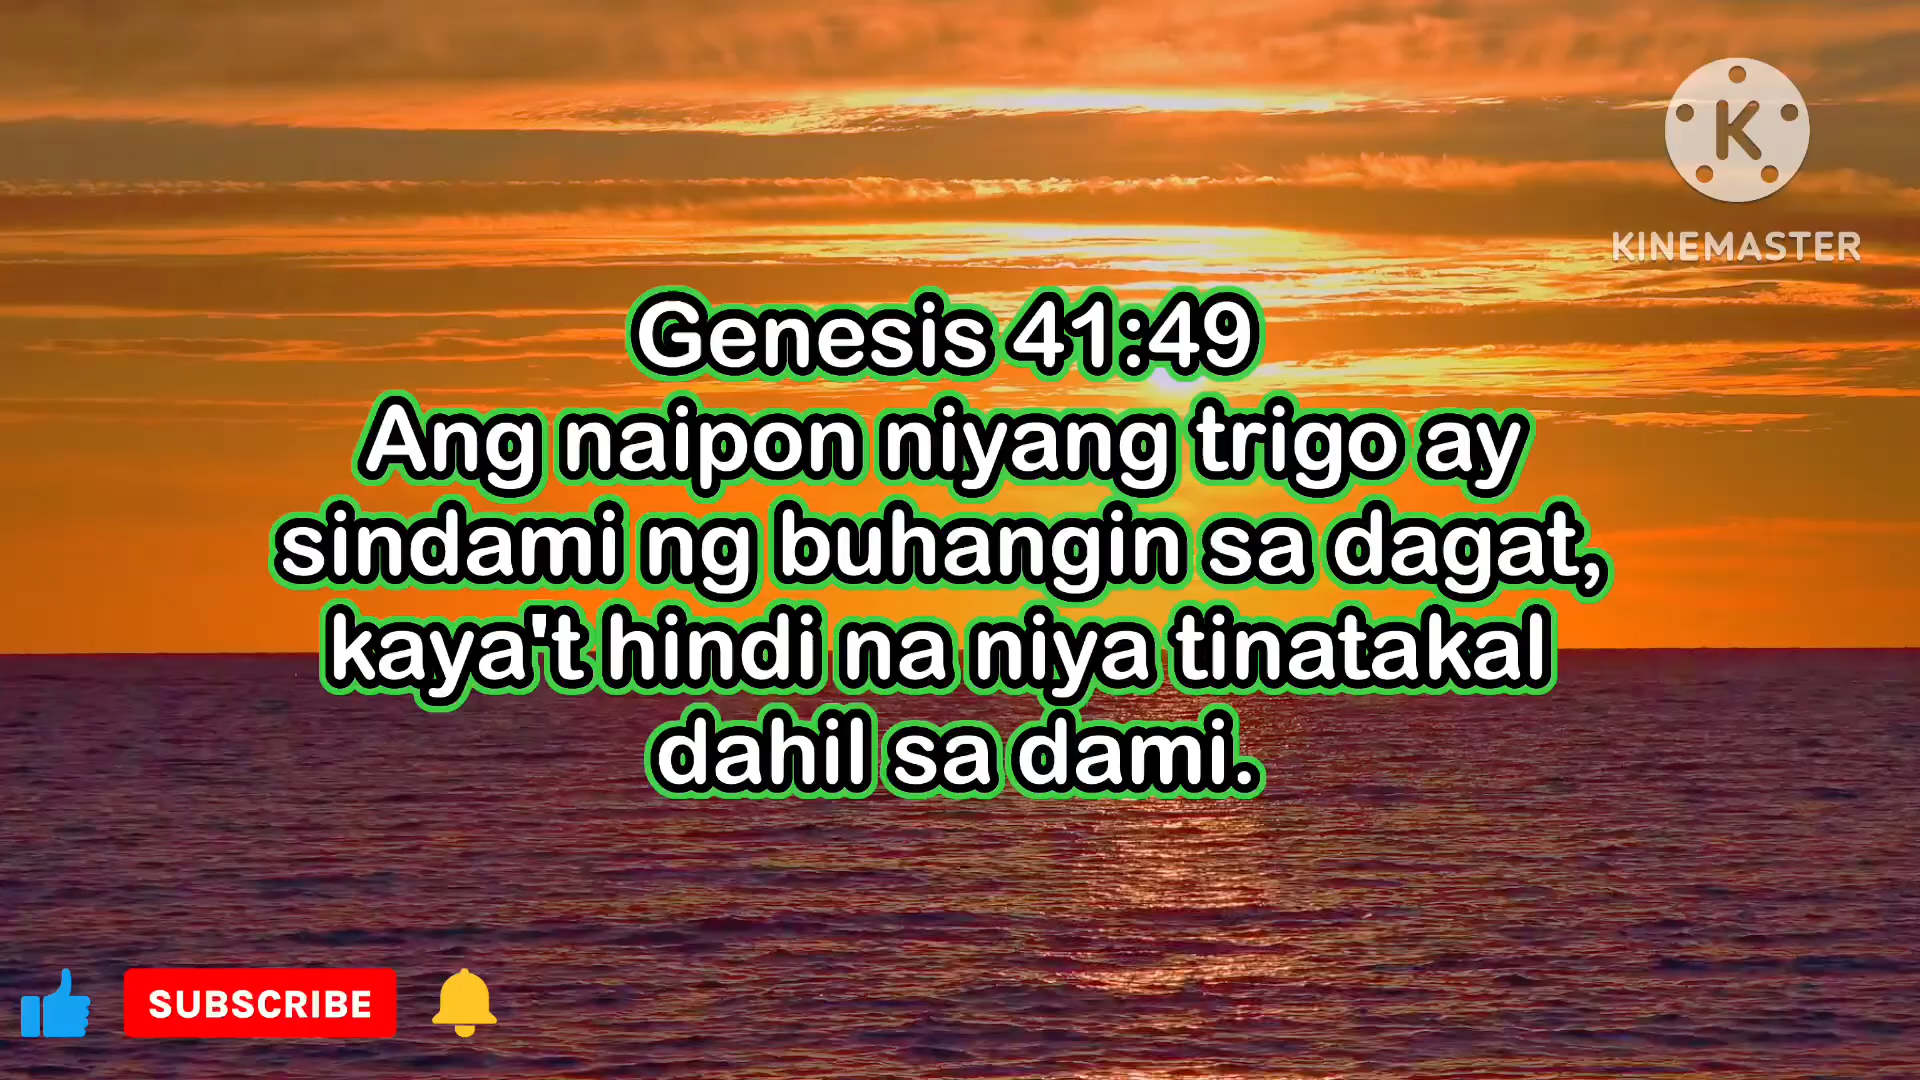 K
KINEMASTER
Genesis 41:49
Ang naipon niyang trigo ay
sindami ng buhangin sa dagat,
kaya't hindi na niya tinatakal
dahil sa dami.
SUBSCRIBE